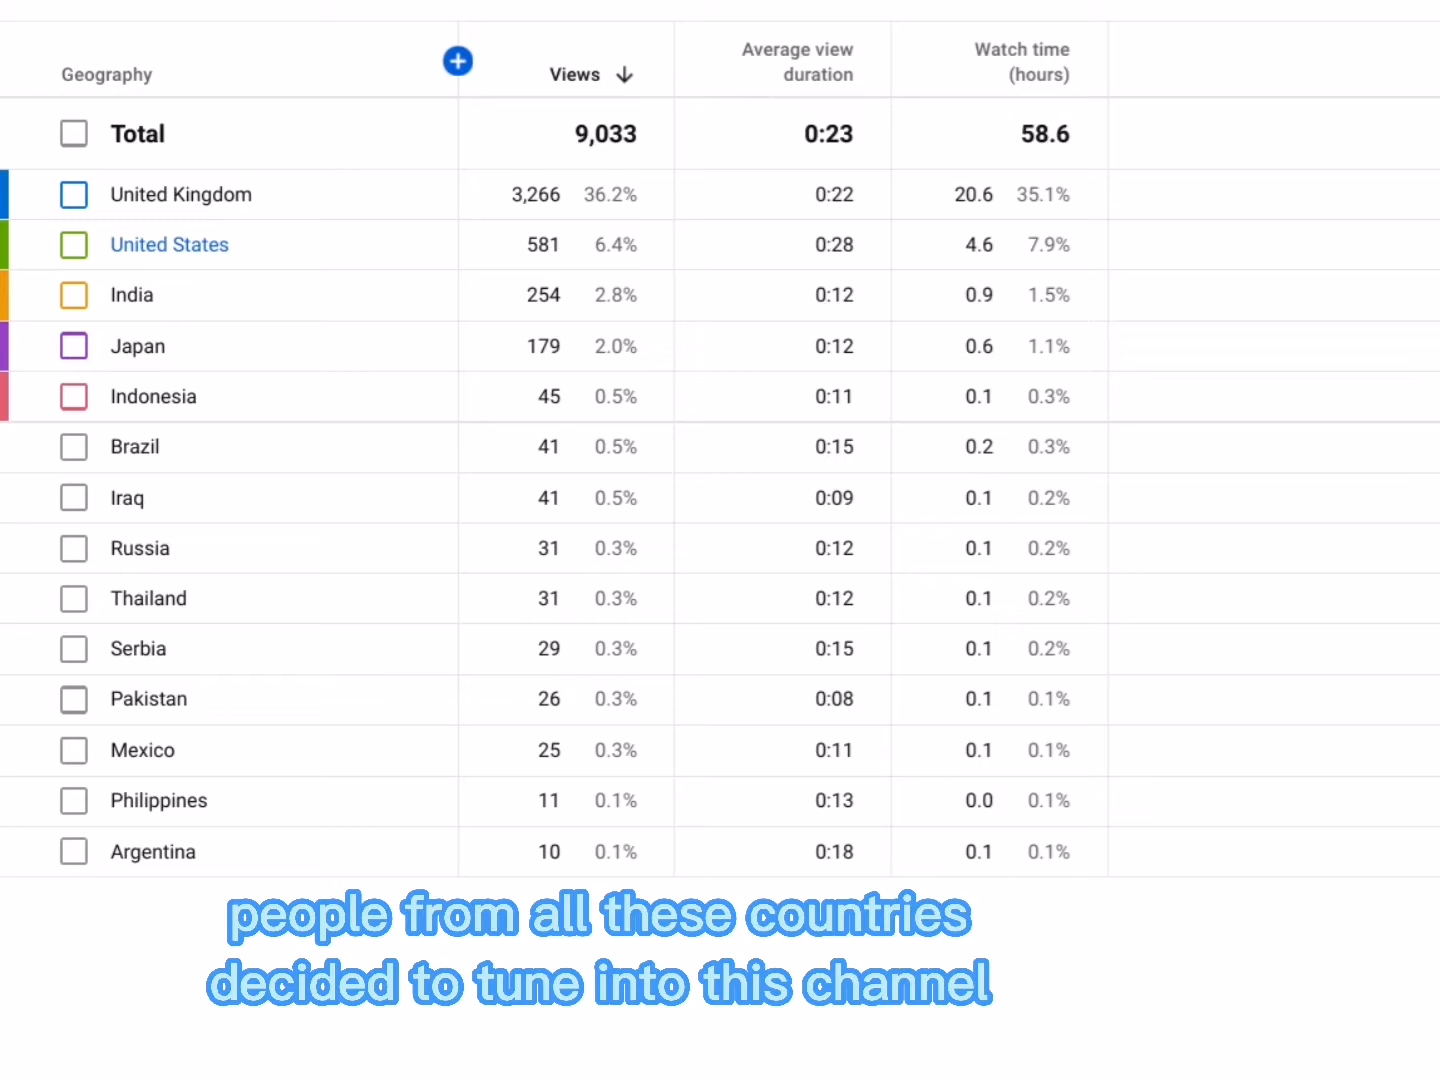 Geography Views Average view duration Watch time (hours)
Total 9,033 0:23 58.6
United Kingdom 3,266 36.2% 0:22 20.6 35.1%
United States 581 6.4% 0:28 4.6 7.9%
India 254 2.8% 0:12 0.9 1.5%
Japan 179 2.0% 0:12 0.6 1.1%
Indonesia 45 0.5% 0:11 0.1 0.3%
Brazil 41 0.5% 0:15 0.2 0.3%
Iraq 41 0.5% 0:09 0.1 0.2%
Russia 31 0.3% 0:12 0.1 0.2%
Thailand 31 0.3% 0:12 0.1 0.2%
Serbia 29 0.3% 0:15 0.1 0.2%
Pakistan 26 0.3% 0:08 0.1 0.1%
Mexico 25 0.3% 0:11 0.1 0.1%
Philippines 11 0.1% 0:13 0.0 0.1%
Argentina 10 0.1% 0:18 0.1 0.1%
people from all these countries
decided to tune into this channel